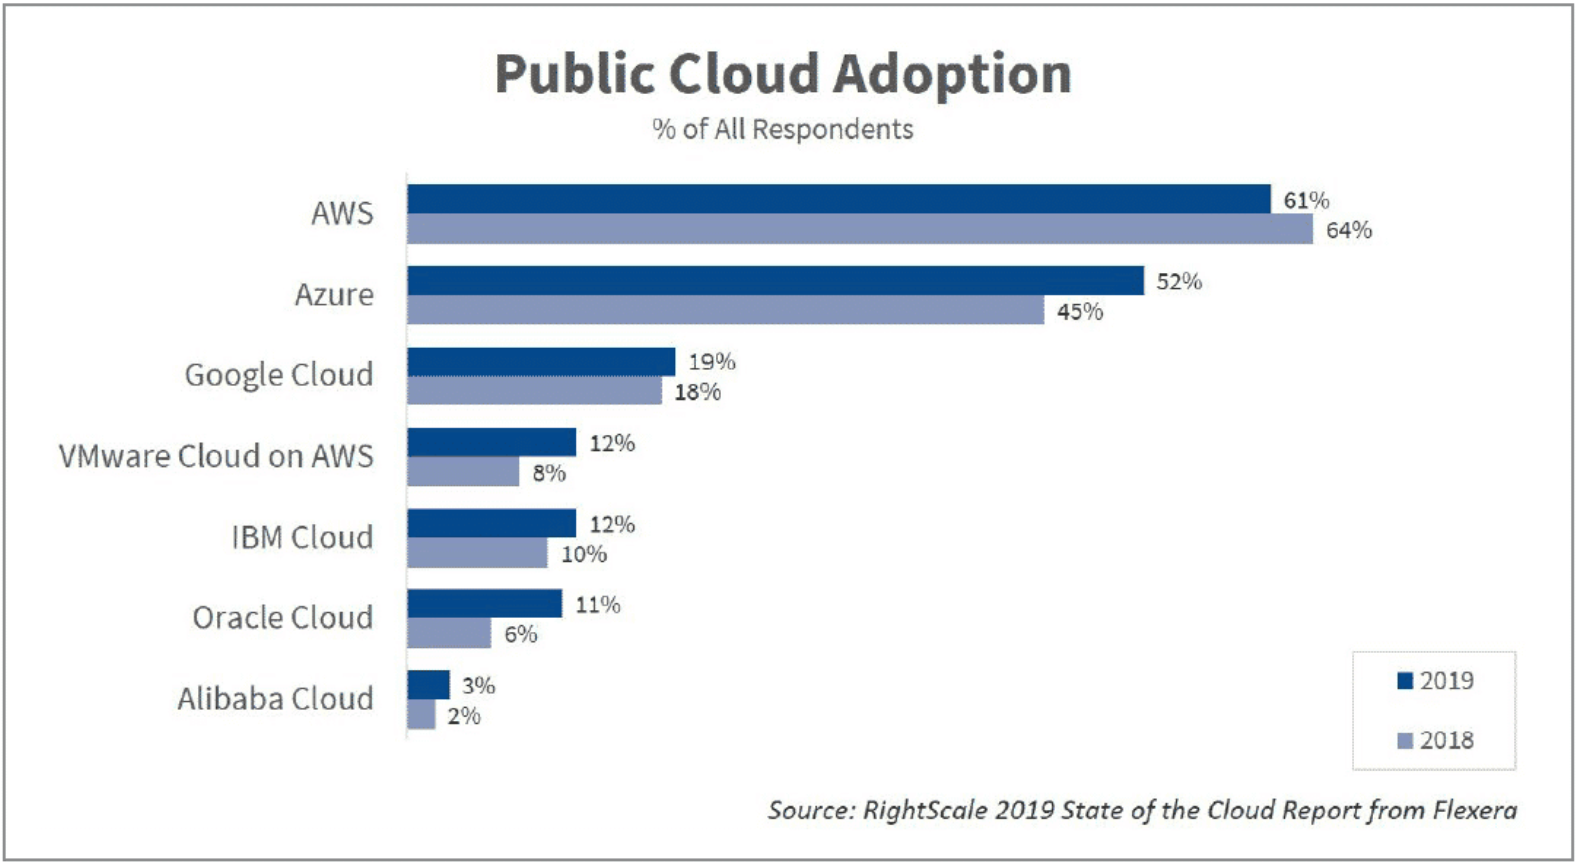 Public Cloud Adoption
% of All Respondents
AWS
61%
64%
Azure
52%
45%
Google Cloud
19%
18%
VMware Cloud on AWS
12%
8%
IBM Cloud
12%
10%
Oracle Cloud
11%
6%
Alibaba Cloud
3%
2%
2019
2018
Source: RightScale 2019 State of the Cloud Report from Flexera